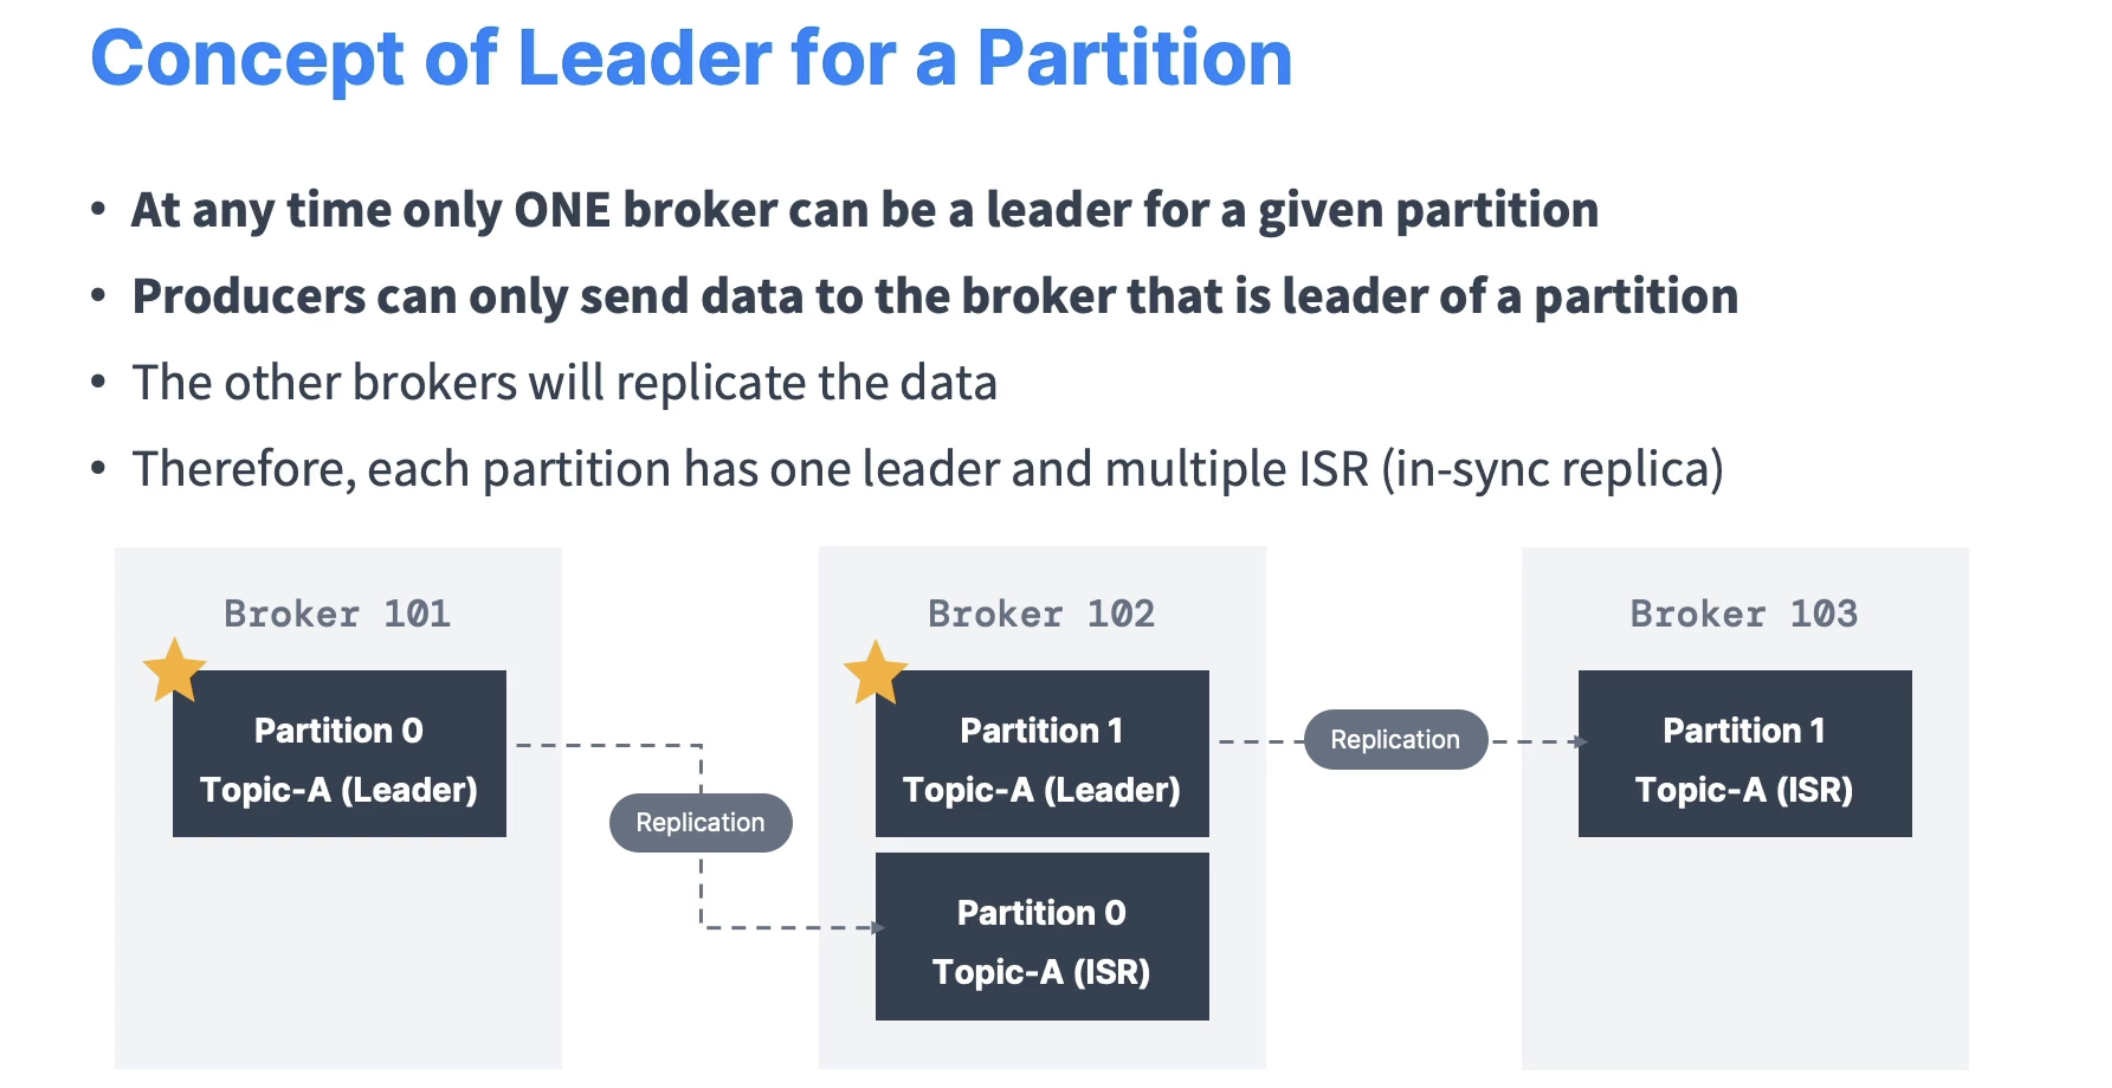 Concept of Leader for a Partition
• At any time only ONE broker can be a leader for a given partition
• Producers can only send data to the broker that is leader of a partition
• The other brokers will replicate the data
• Therefore, each partition has one leader and multiple ISR (in-sync replica)
Broker 101
Partition 0
Topic-A (Leader)
Replication
Broker 102
Partition 1
Topic-A (Leader)
Partition 0
Topic-A (ISR)
Replication
Broker 103
Partition 1
Topic-A (ISR)